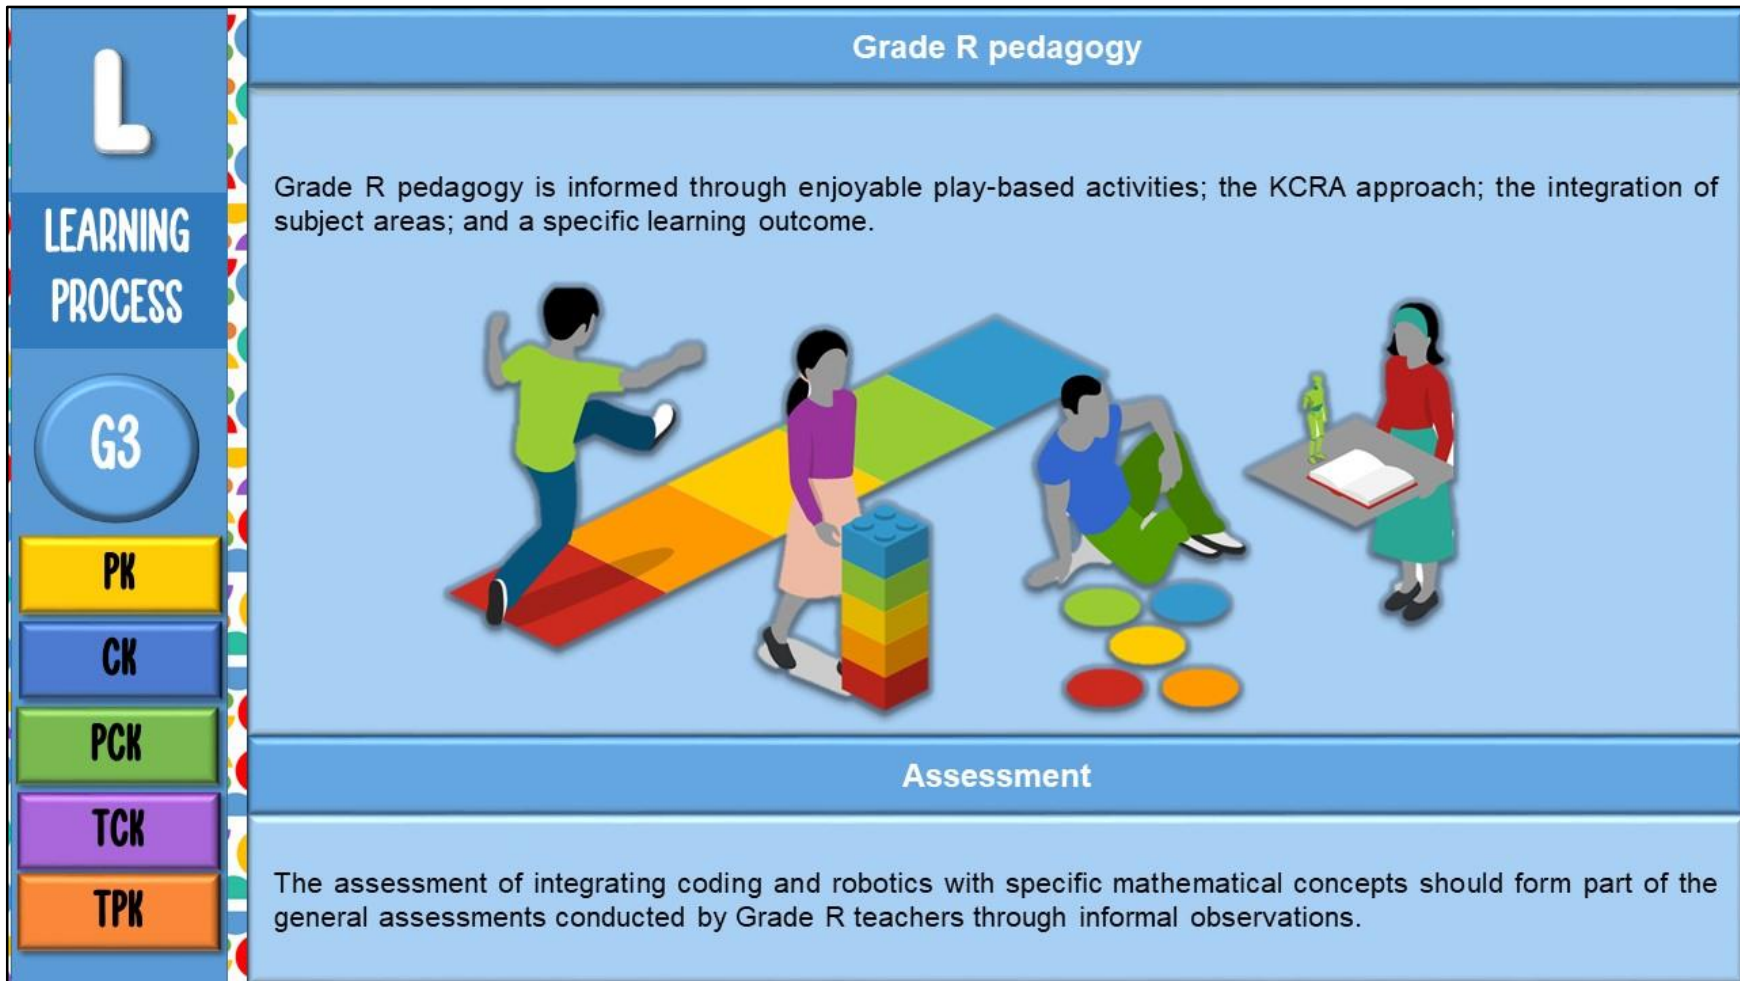 L
LEARNING
PROCESS
G3
PK
CK
PCK
TCK
TPK
Grade R pedagogy
Grade R pedagogy is informed through enjoyable play-based activities; the KCRA approach; the integration of
subject areas; and a specific learning outcome.
Assessment
The assessment of integrating coding and robotics with specific mathematical concepts should form part of the
general assessments conducted by Grade R teachers through informal observations.